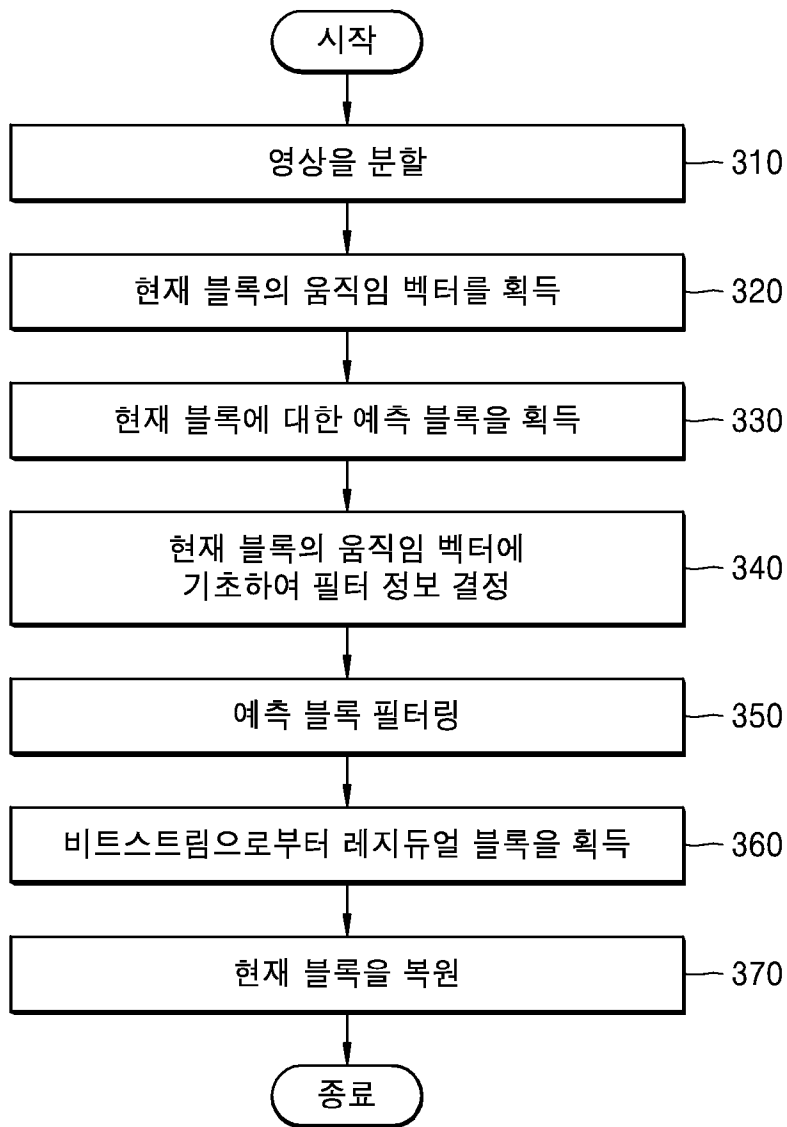 시작
영상을 분할
310
현재 블록의 움직임 벡터를 획득
320
현재 블록에 대한 예측 블록을 획득
330
현재 블록의 움직임 벡터에
기초하여 필터 정보 결정
340
예측 블록 필터링
350
비트스트림으로부터 레지듀얼 블록을 획득
360
현재 블록을 복원
370
종료